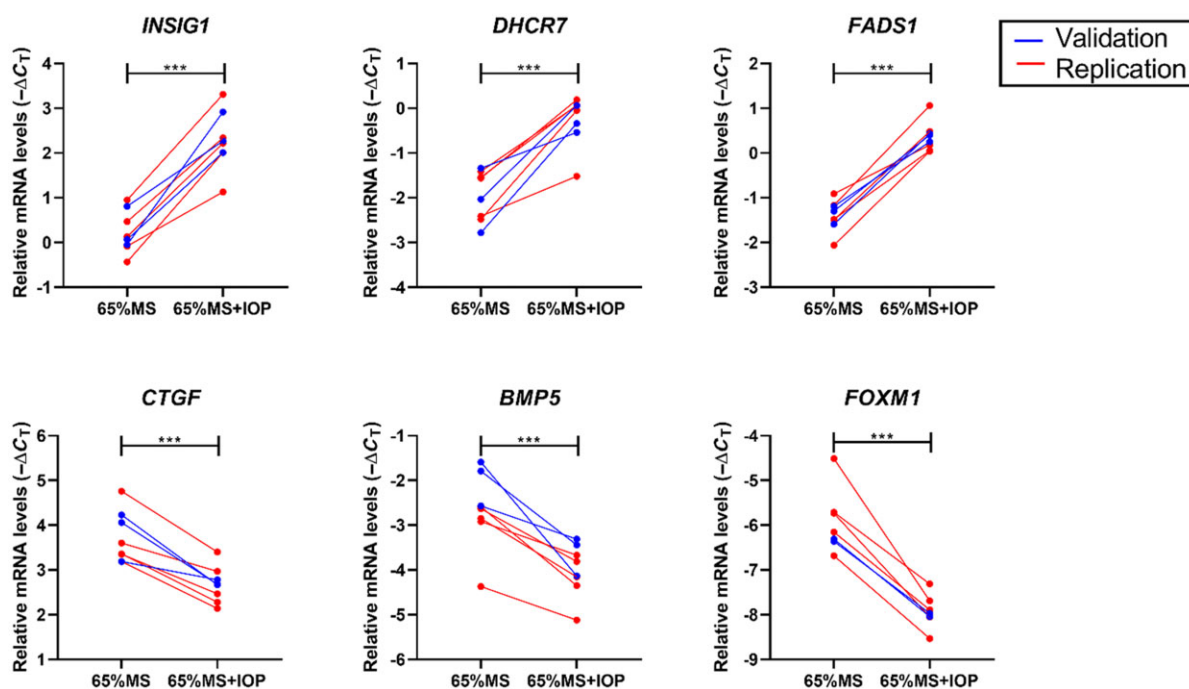 INSIG1
DHCR7
FADS1
Validation
Replication
Relative mRNA levels (−ΔCT)
4
3
2
1
0
-1
***
65%MS
65%MS+IOP
Relative mRNA levels (−ΔCT)
1
0
-1
-2
-3
-4
***
65%MS
65%MS+IOP
Relative mRNA levels (−ΔCT)
2
1
0
-1
-2
-3
***
65%MS
65%MS+IOP
CTGF
BMP5
FOXM1
Relative mRNA levels (−ΔCT)
6
5
4
3
2
1
***
65%MS
65%MS+IOP
Relative mRNA levels (−ΔCT)
-1
-2
-3
-4
-5
-6
***
65%MS
65%MS+IOP
Relative mRNA levels (−ΔCT)
-4
-5
-6
-7
-8
-9
***
65%MS
65%MS+IOP